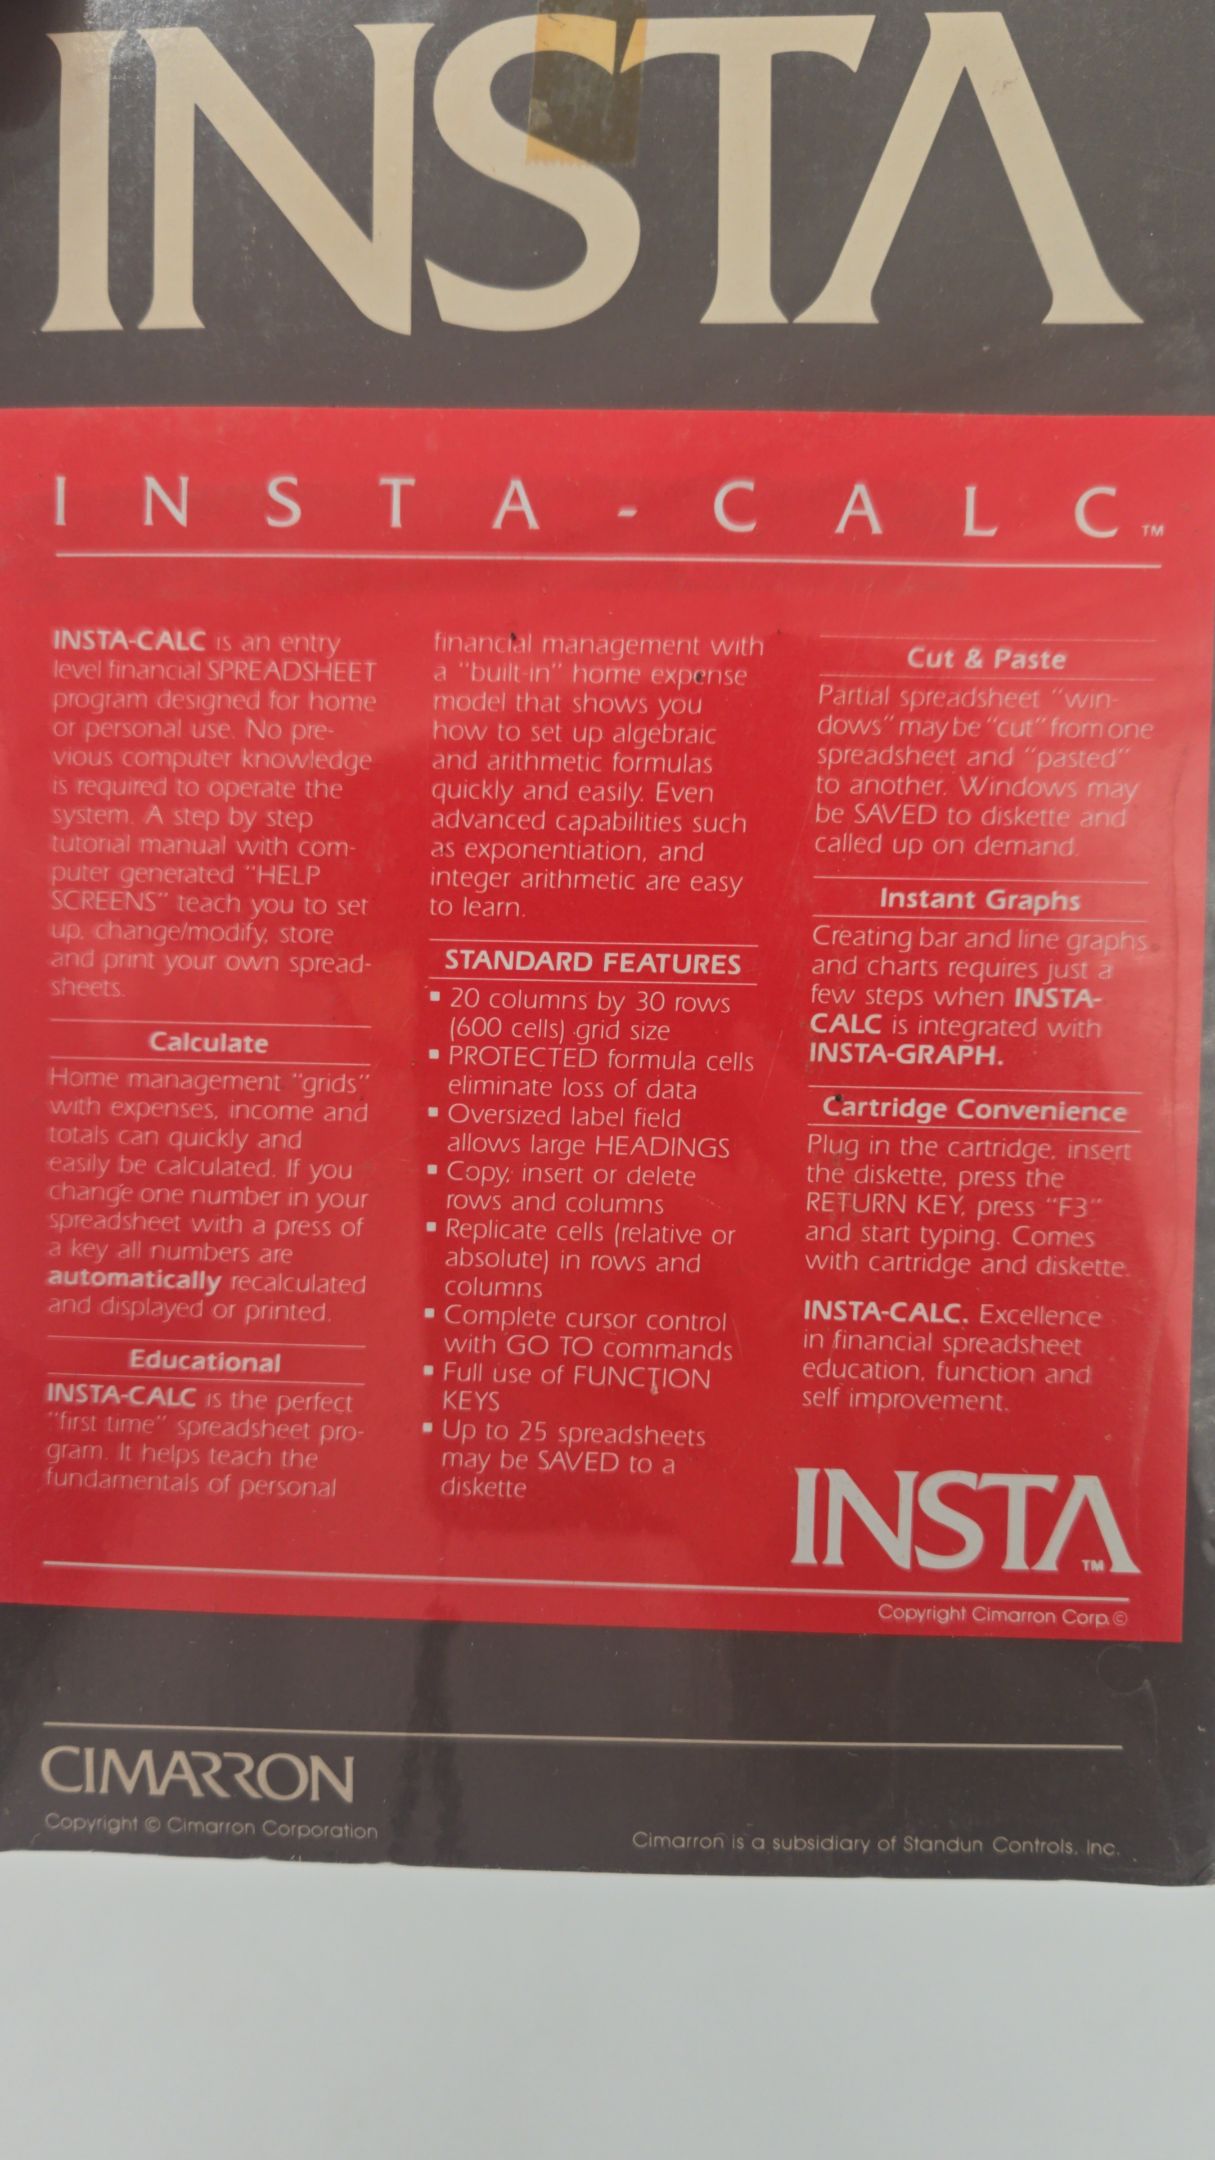 INSTA
INSTA-CALC™
INSTA-CALC is an entry
level financial SPREADSHEET
program designed for home
or personal use. No pre-
vious computer knowledge
is required to operate the
system. A step by step
tutorial manual with com-
puter generated "HELP
SCREENS" teach you to set
up, change/modify, store
and print your own spread-
sheets.
Calculate
Home management "grids"
with expenses, income and
totals can quickly and
easily be calculated. If you
change one number in your
spreadsheet with a press of
a key all numbers are
automatically recalculated
and displayed or printed.
Educational
INSTA-CALC is the perfect
"first time" spreadsheet pro-
gram. It helps teach the
fundamentals of personal
financial management with
a "built-in" home expense
model that shows you
how to set up algebraic
and arithmetic formulas
quickly and easily. Even
advanced capabilities such
as exponentiation, and
integer arithmetic are easy
to learn.
STANDARD FEATURES
▪ 20 columns by 30 rows
(600 cells) grid size
▪ PROTECTED formula cells
eliminate loss of data
▪ Oversized label field
allows large HEADINGS
▪ Copy, insert or delete
rows and columns
▪ Replicate cells (relative or
absolute) in rows and
columns
▪ Complete cursor control
with GO TO commands
▪ Full use of FUNCTION
KEYS
▪ Up to 25 spreadsheets
may be SAVED to a
diskette
Cut & Paste
Partial spreadsheet "win-
dows" may be "cut" from one
spreadsheet and "pasted"
to another. Windows may
be SAVED to diskette and
called up on demand.
Instant Graphs
Creating bar and line graphs
and charts requires just a
few steps when INSTA-
CALC is integrated with
INSTA-GRAPH.
Cartridge Convenience
Plug in the cartridge, insert
the diskette, press the
RETURN KEY, press "F3"
and start typing. Comes
with cartridge and diskette.
INSTA-CALC. Excellence
in financial spreadsheet
education, function and
self improvement.
INSTA™
Copyright Cimarron Corp.©
CIMARRON
Copyright © Cimarron Corporation
Cimarron is a subsidiary of Standun Controls, Inc.